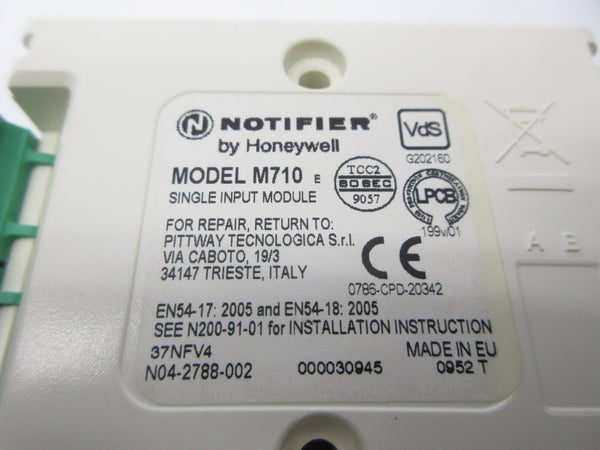 NOTIFIER®
by Honeywell
VdS
G202160
MODEL M710 E
SINGLE INPUT MODULE
TCC2
BOSEC
9057
LPCB
199v/01
FOR REPAIR, RETURN TO:
PITTWAY TECNOLOGICA S.r.l.
VIA CABOTO, 19/3
34147 TRIESTE, ITALY
CE
0786-CPD-20342
EN54-17: 2005 and EN54-18: 2005
SEE N200-91-01 for INSTALLATION INSTRUCTION
37NFV4
MADE IN EU
N04-2788-002
000030945
0952 T
A B